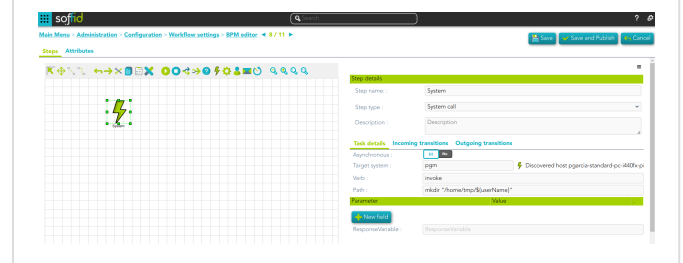 soffid
Search
?
Main Menu > Administration > Configuration > Workflow settings > BPM editor ◄ 8 / 11 ►
Save
Save and Publish
Cancel
Steps Attributes
System
Step details
Step name : System
Step type : System call
Description : Description
Task details Incoming transitions Outgoing transitions
Asynchronous : No
Target system : pgm Discovered host pgarcia-standard-pc-i440fx-pi
Verb : invoke
Path : mkdir "/home/tmp/${userName}"
Parameter Value
New field
ResponseVariable : ResponseVariable